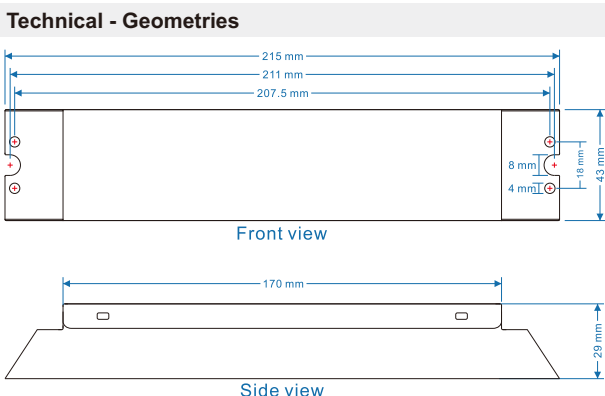 Technical - Geometries
215 mm
211 mm
207.5 mm
8 mm
18 mm
43 mm
4 mm
Front view
170 mm
29 mm
Side view